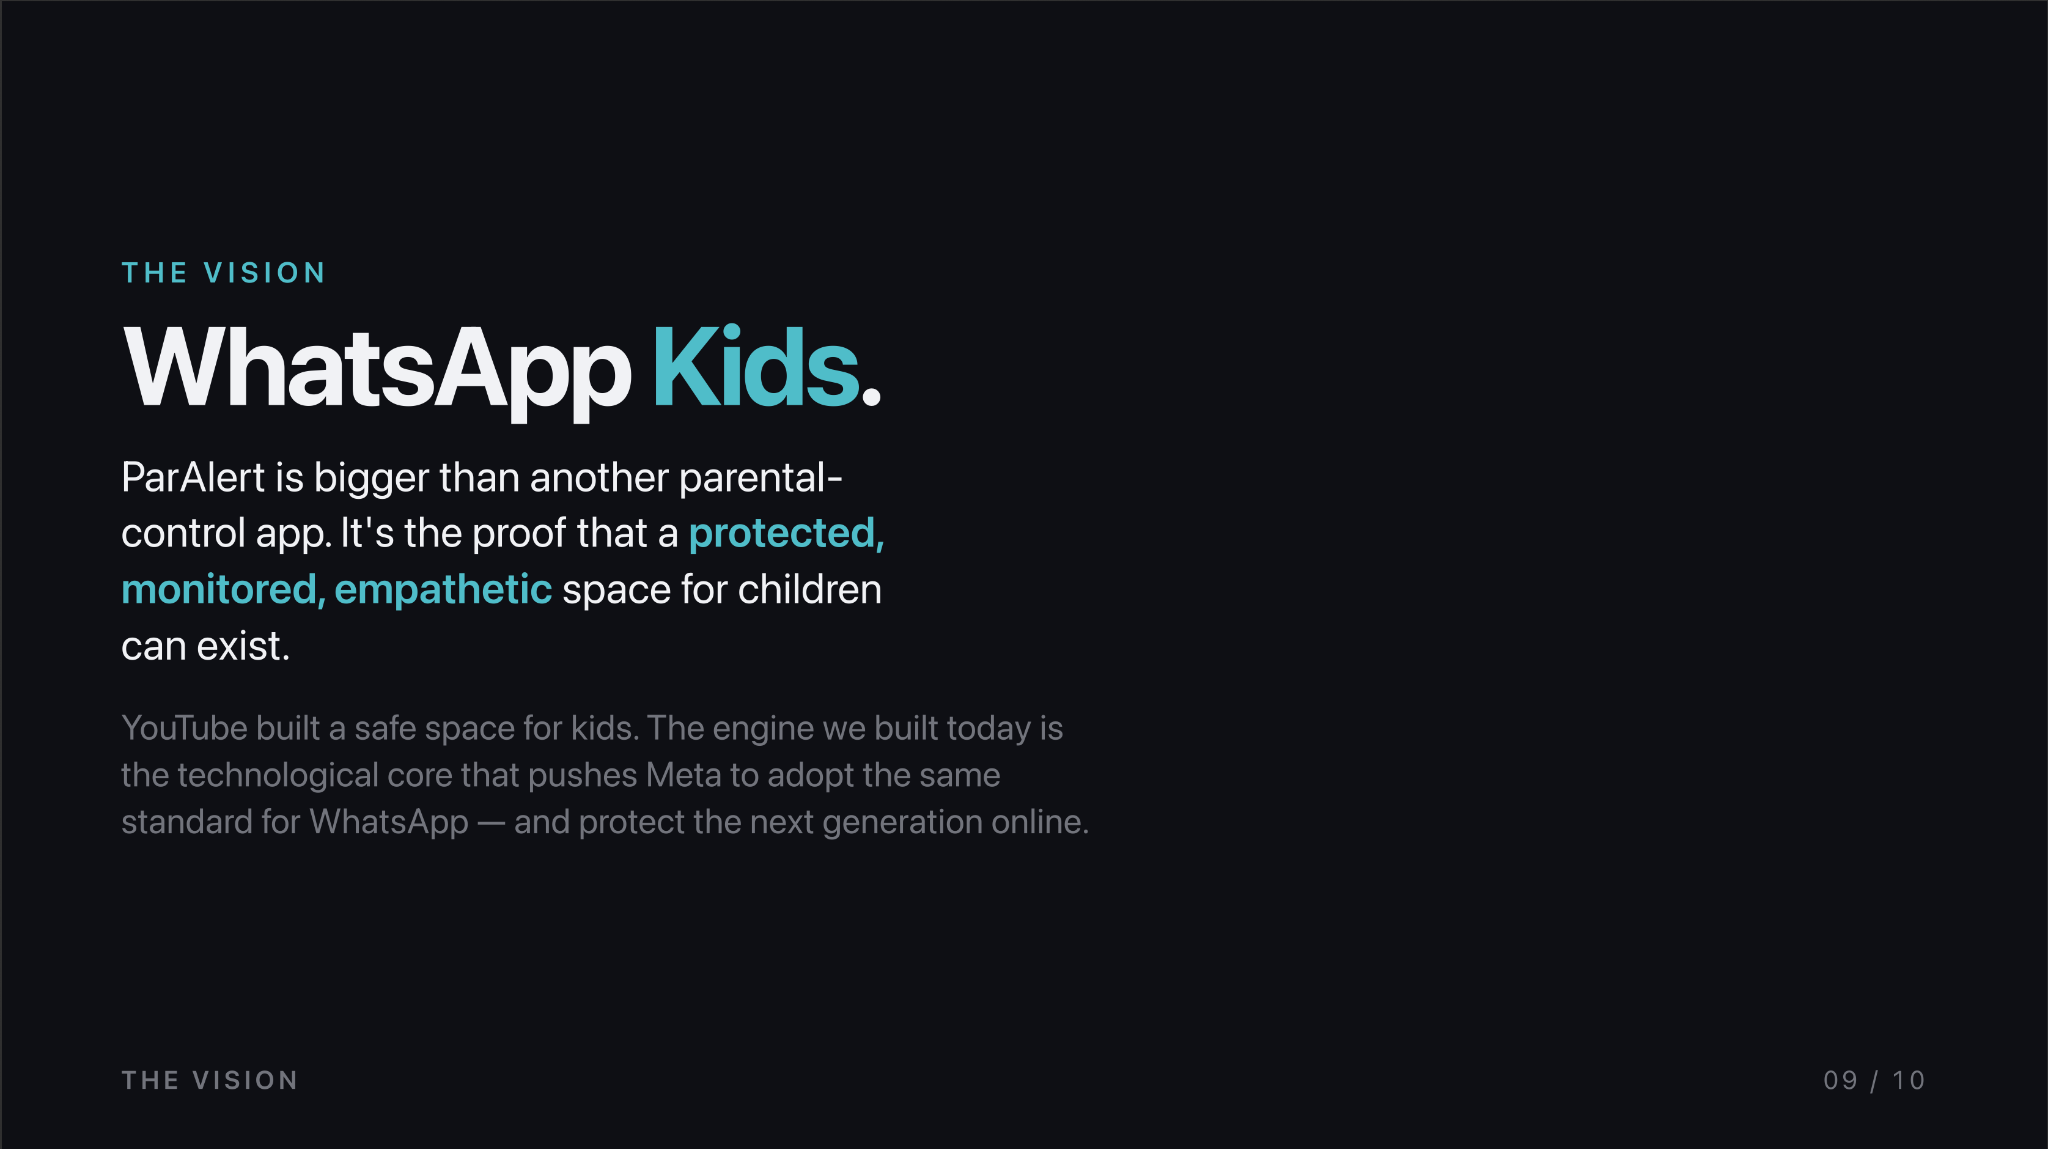 THE VISION
WhatsApp Kids.
ParAlert is bigger than another parental-
control app. It's the proof that a protected,
monitored, empathetic space for children
can exist.
YouTube built a safe space for kids. The engine we built today is
the technological core that pushes Meta to adopt the same
standard for WhatsApp — and protect the next generation online.
THE VISION
09 / 10